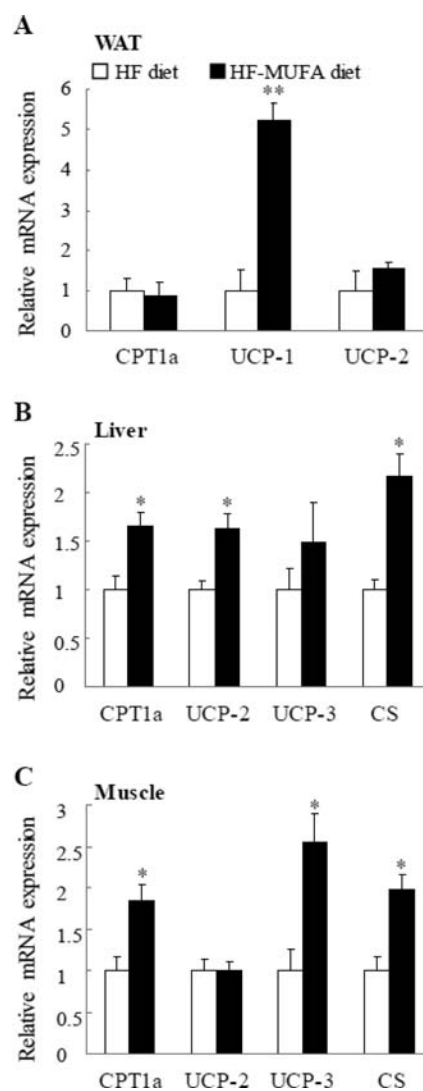 A
WAT
HF diet HF-MUFA diet
Relative mRNA expression
6
5
4
3
2
1
0
**
CPT1a UCP-1 UCP-2
B
Liver
Relative mRNA expression
2.5
2
1.5
1
0.5
0
* * *
CPT1a UCP-2 UCP-3 CS
C
Muscle
Relative mRNA expression
3
2.5
2
1.5
1
0.5
0
* * *
CPT1a UCP-2 UCP-3 CS